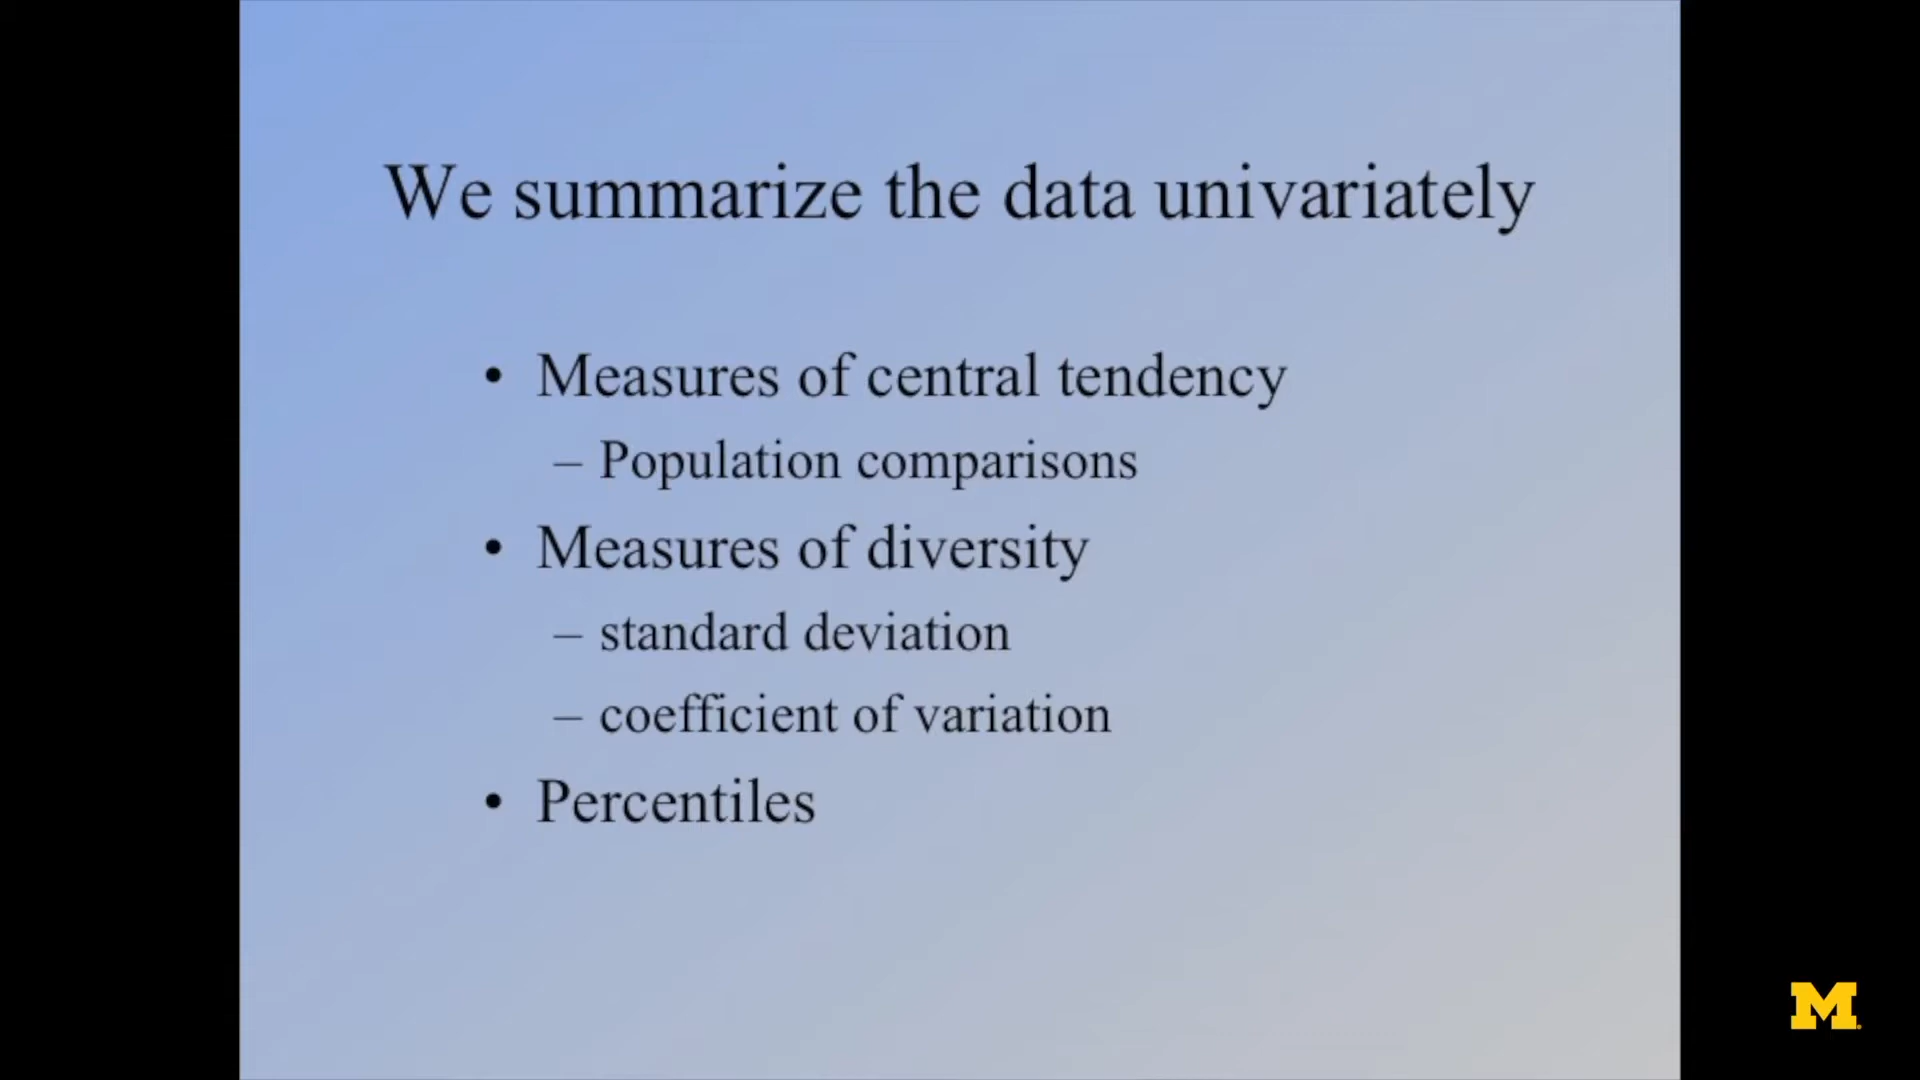 We summarize the data univariately
• Measures of central tendency
– Population comparisons
• Measures of diversity
– standard deviation
– coefficient of variation
• Percentiles
M